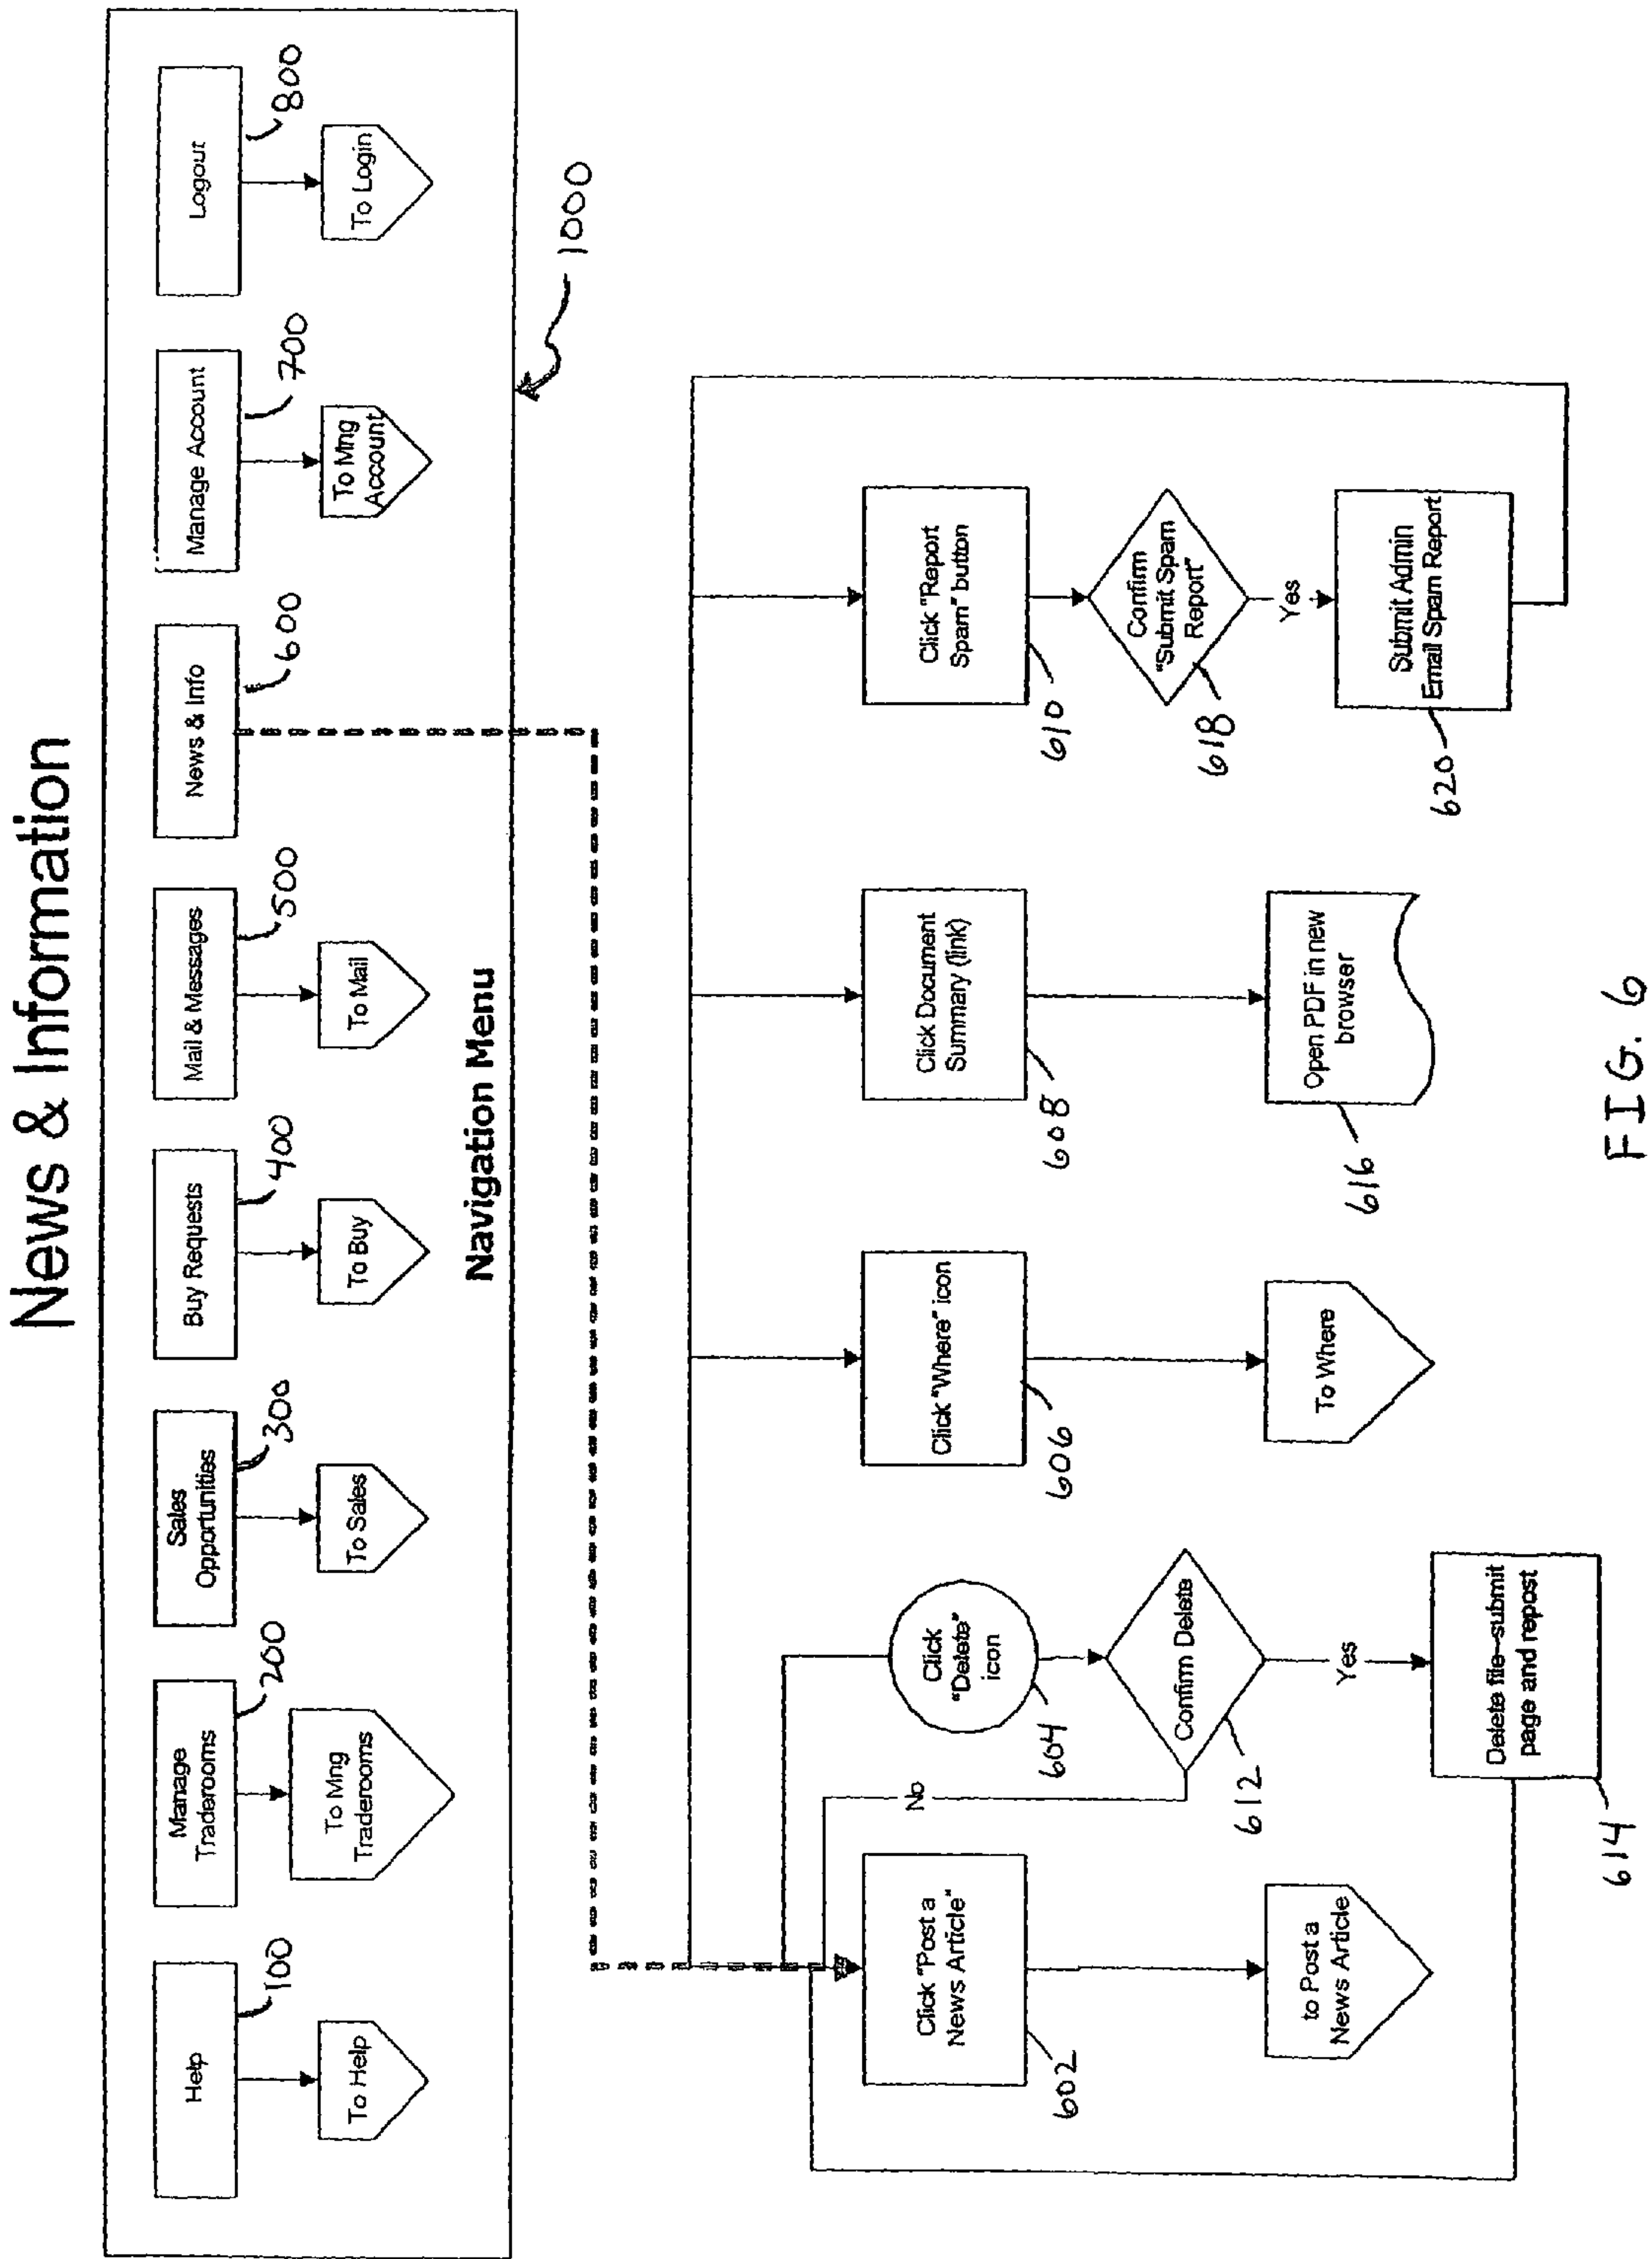 News & Information
Help
100
To Help
Manage
Traderooms
200
To Mng
Traderooms
Sales
Opportunities
300
To Sales
Buy Requests
400
To Buy
Mail & Messages
500
To Mail
News & Info
600
Manage Account
700
To Mng
Account
Logout
800
To Login
Navigation Menu
1000
Click "Post a
News Article"
602
to Post a
News Article
Click
"Delete"
icon
604
No
Confirm Delete
612
Yes
Delete file-submit
page and repost
614
Click "Where" icon
606
To Where
Click Document
Summary (link)
608
Open PDF in new
browser
616
Click "Report
Spam" button
610
Confirm
"Submit Spam
Report"
618
Yes
Submit Admin
Email Spam Report
620
FIG. 6